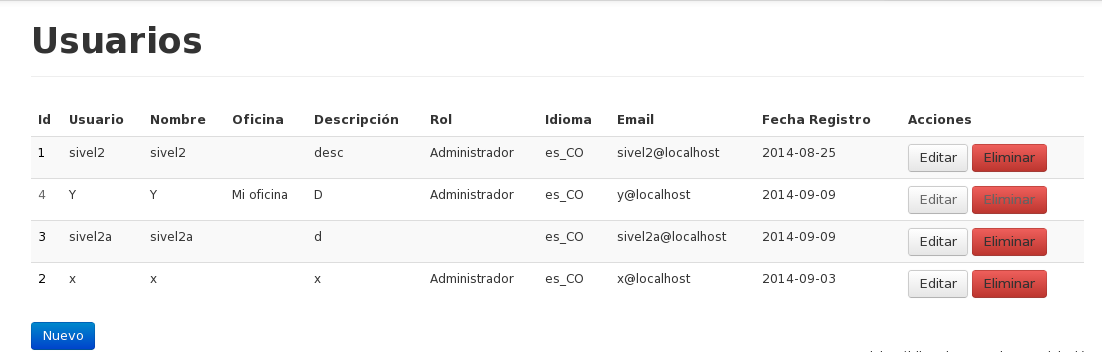 Usuarios
Id Usuario Nombre Oficina Descripción Rol Idioma Email Fecha Registro Acciones
1 sivel2 sivel2 desc Administrador es_CO sivel2@localhost 2014-08-25 Editar Eliminar
4 Y Y Mi oficina D Administrador es_CO y@localhost 2014-09-09 Editar Eliminar
3 sivel2a sivel2a d es_CO sivel2a@localhost 2014-09-09 Editar Eliminar
2 x x x Administrador es_CO x@localhost 2014-09-03 Editar Eliminar
Nuevo